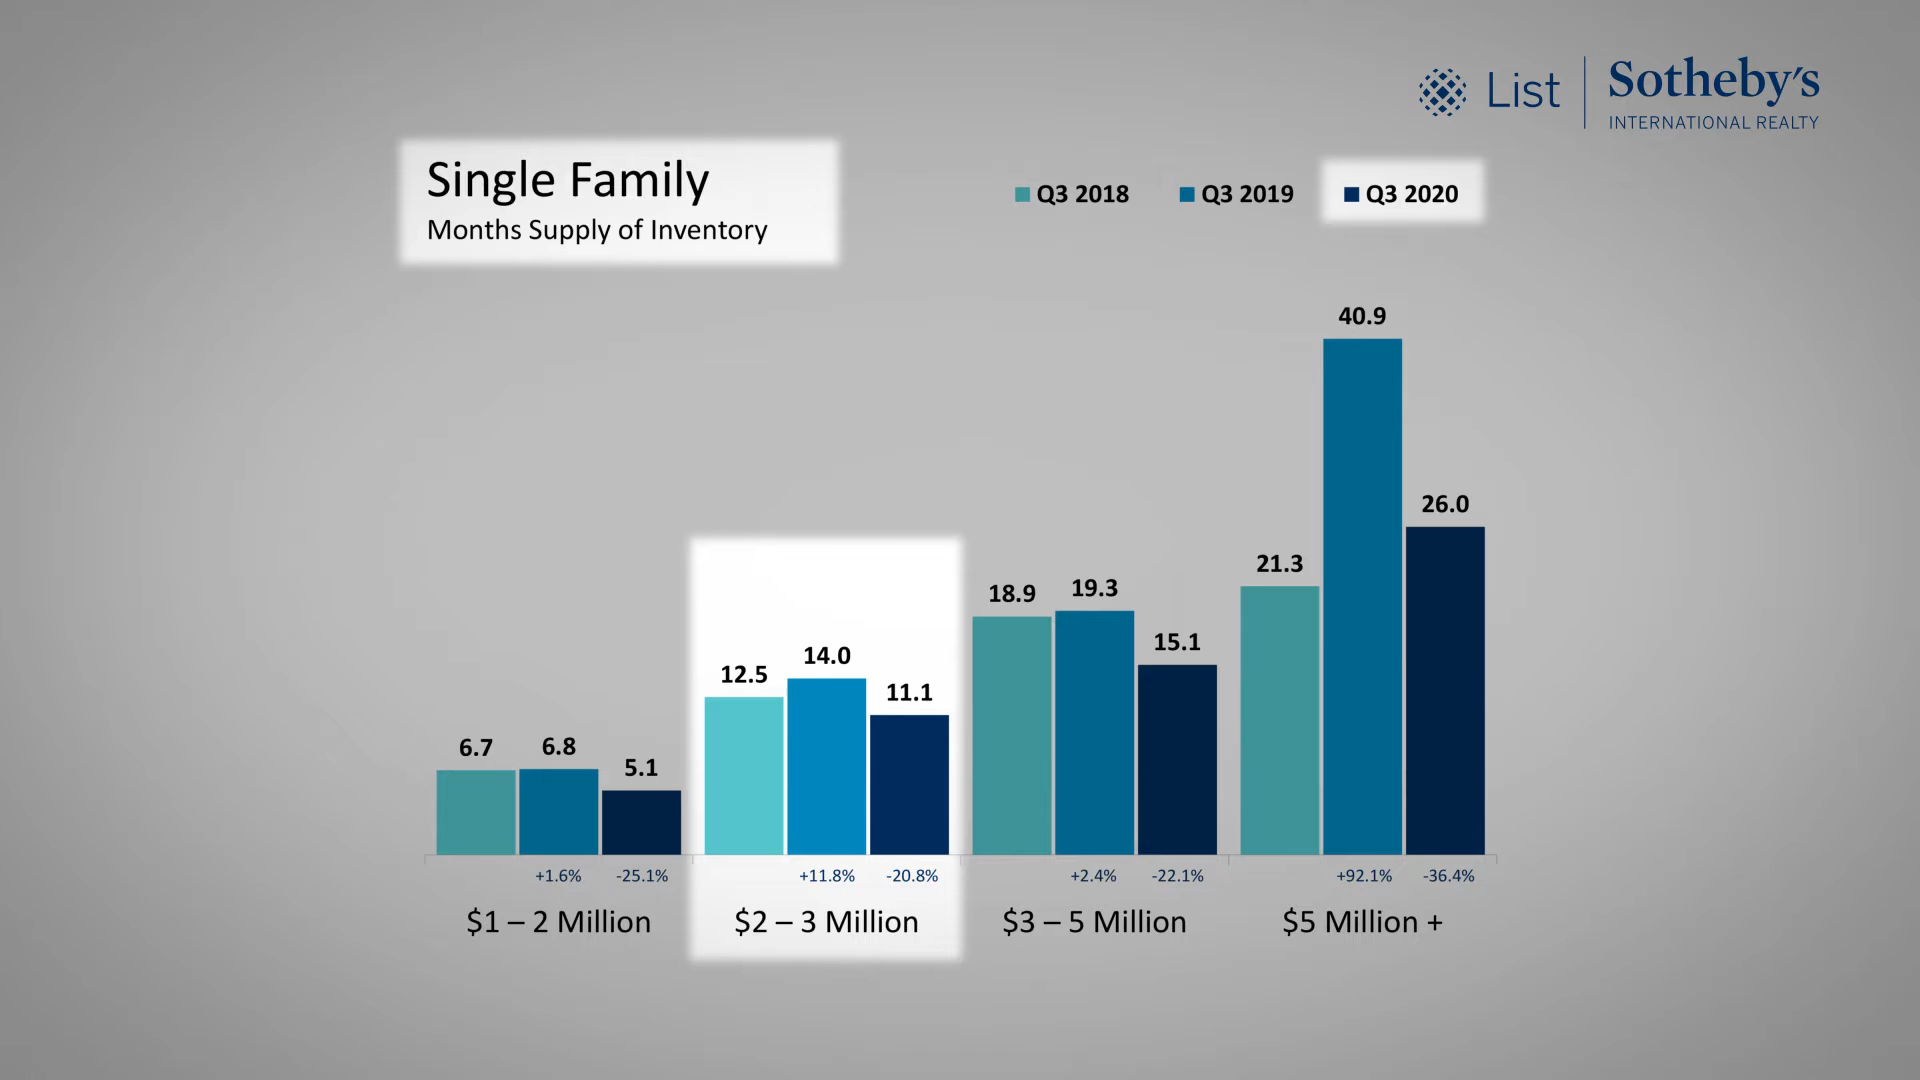 List
Sotheby's
INTERNATIONAL REALTY
Single Family
Months Supply of Inventory
Q3 2018 Q3 2019 Q3 2020
40.9
26.0
21.3
18.9 19.3
15.1
12.5 14.0 11.1
6.7 6.8 5.1
+1.6% -25.1% +11.8% -20.8% +2.4% -22.1% +92.1% -36.4%
$1 – 2 Million $2 – 3 Million $3 – 5 Million $5 Million +